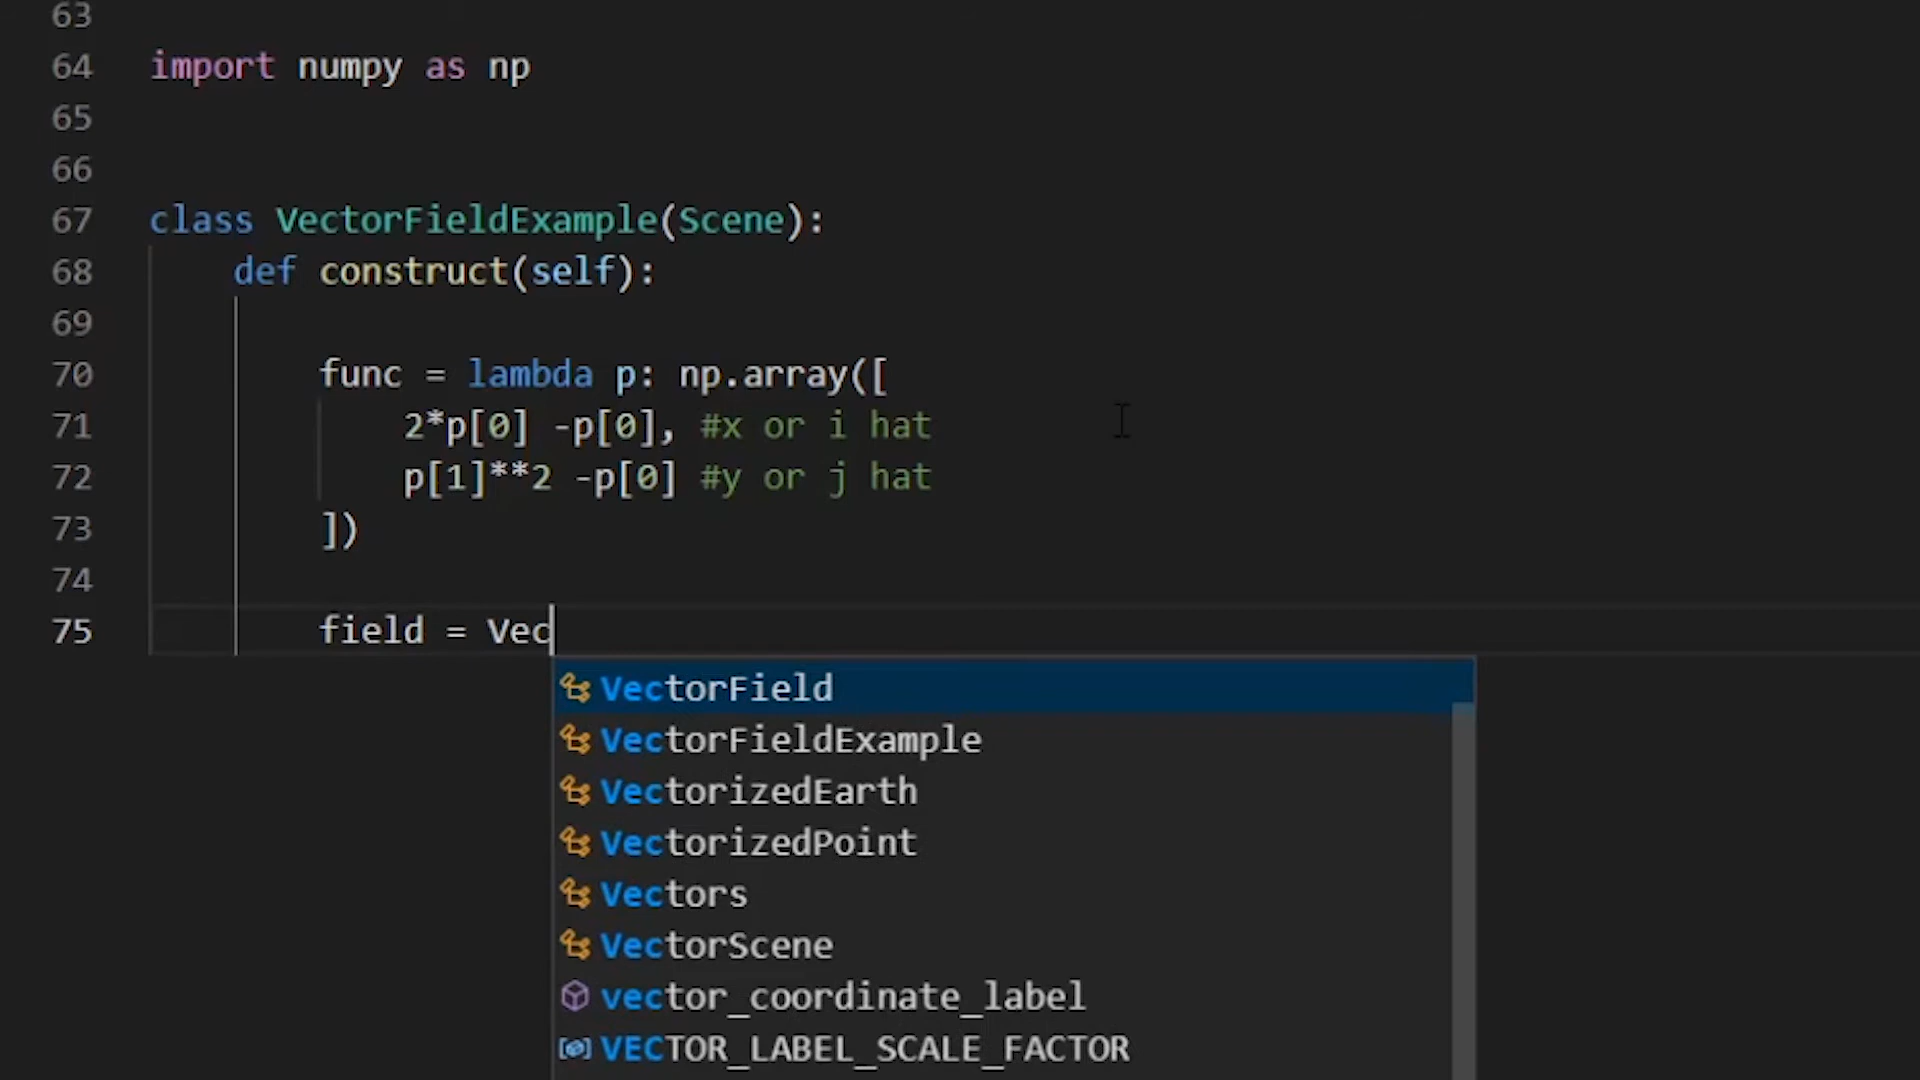 63
64 import numpy as np
65
66
67 class VectorFieldExample(Scene):
68 def construct(self):
69
70 func = lambda p: np.array([
71 2*p[0] -p[0], #x or i hat
72 p[1]**2 -p[0] #y or j hat
73 ])
74
75 field = Vec
VectorField
VectorFieldExample
VectorizedEarth
VectorizedPoint
Vectors
VectorScene
vector_coordinate_label
VECTOR_LABEL_SCALE_FACTOR